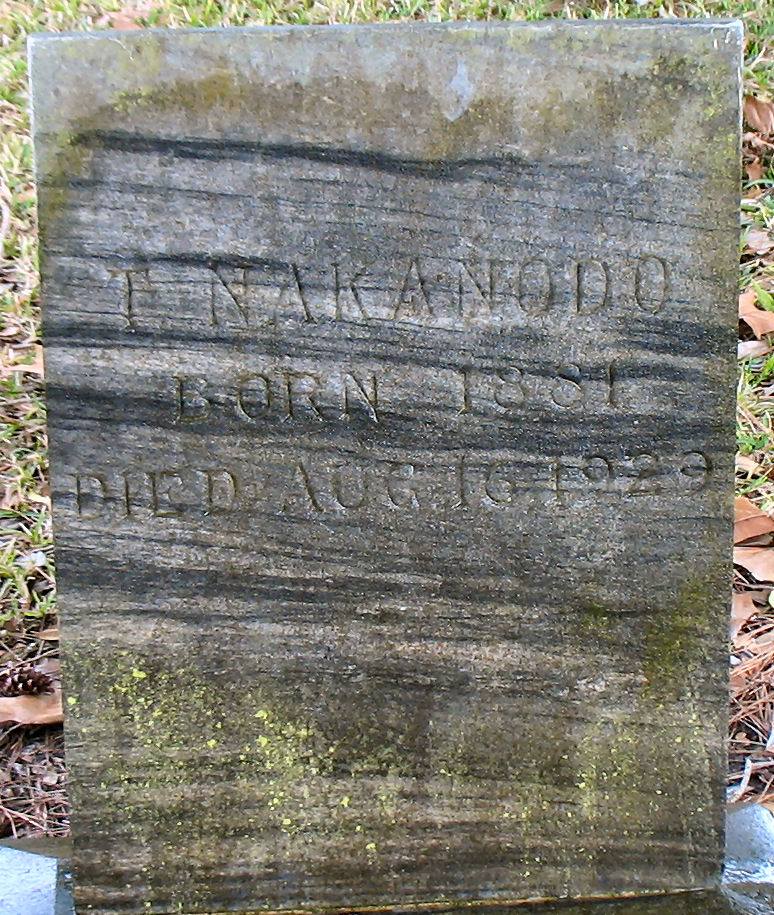 T NAKANODO
BORN 1881
DIED AUG 16 1929